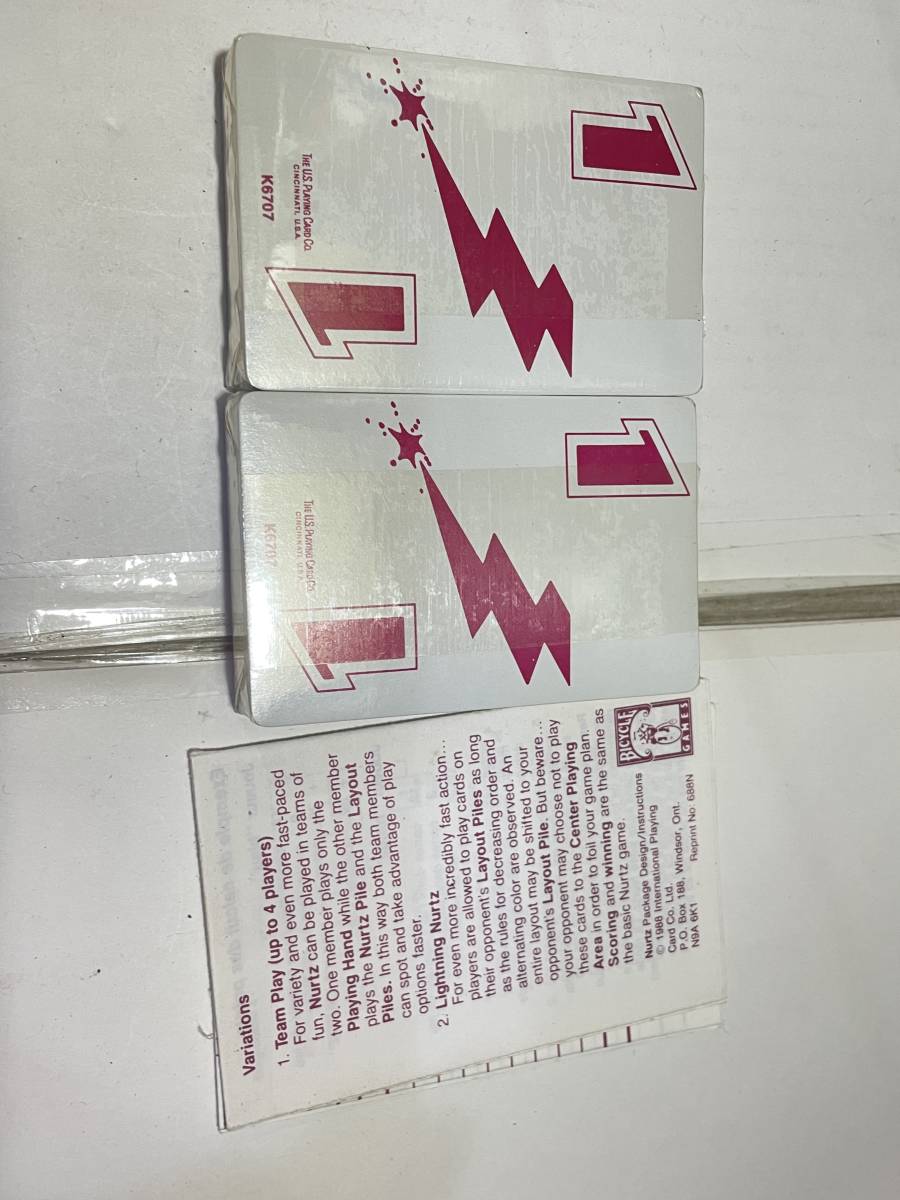 1
THE U.S. PLAYING CARD CO.
CINCINNATI, U.S.A.
K6707
1
1
THE U.S. PLAYING CARD CO.
CINCINNATI, U.S.A.
K6707
1
Variations
1. Team Play (up to 4 players)
For variety and even more fast-paced
fun, Nurtz can be played in teams of
two. One member plays only the
Playing Hand while the other member
plays the Nurtz Pile and the Layout
Piles. In this way both team members
can spot and take advantage of play
options faster.
2. Lightning Nurtz
For even more incredibly fast action...
players are allowed to play cards on
their opponent's Layout Piles as long
as the rules for decreasing order and
alternating color are observed. An
entire layout may be shifted to your
opponent's Layout Pile. But beware...
your opponent may choose not to play
these cards to the Center Playing
Area in order to foil your game plan.
Scoring and winning are the same as
the basic Nurtz game.
Nurtz Package Design/Instructions
© 1988 International Playing
Card Co. Ltd.
P.O. Box 188, Windsor, Ont.
N9A 6K1 Reprint No: 688N
BICYCLE
GAMES